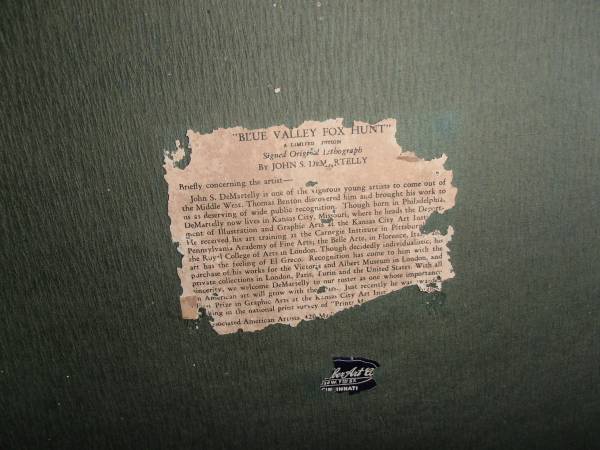 "BLUE VALLEY FOX HUNT"
A LIMITED EDITION
Signed Original Lithograph
BY JOHN S. DEM RTELLY
Briefly concerning the artist—
John S. DeMartelly is one of the vigorous young artists to come out of
the Middle West. Thomas Benton discovered him and brought his work to
us as deserving of wide public recognition. Though born in Philadelphia,
DeMartelly now lives in Kansas City, Missouri, where he heads the Depart-
ment of Illustration and Graphic Arts at the Kansas City Art Inst
He received his art training at the Carnegie Institute in Pittsburg
Pennsylvania Academy of Fine Arts, the Belle Arte, in Florence, Ita
the Royal College of Arts in London. Though decidedly individualistic, his
art has the feeling of El Greco. Recognition has come to him with the
purchase of his works for the Victoria and Albert Museum in London, and
private collections in London, Paris, Turin and the United States. With all
sincerity, we welcome DeMartelly to our roster as one whose importance
in American art will grow with the Just recently he was
Prize in Graphic Arts at the Kansas City Art Inst
in the national print survey of "Prints
sociated American Artists, 420 M
ber Art C
CINCINNATI